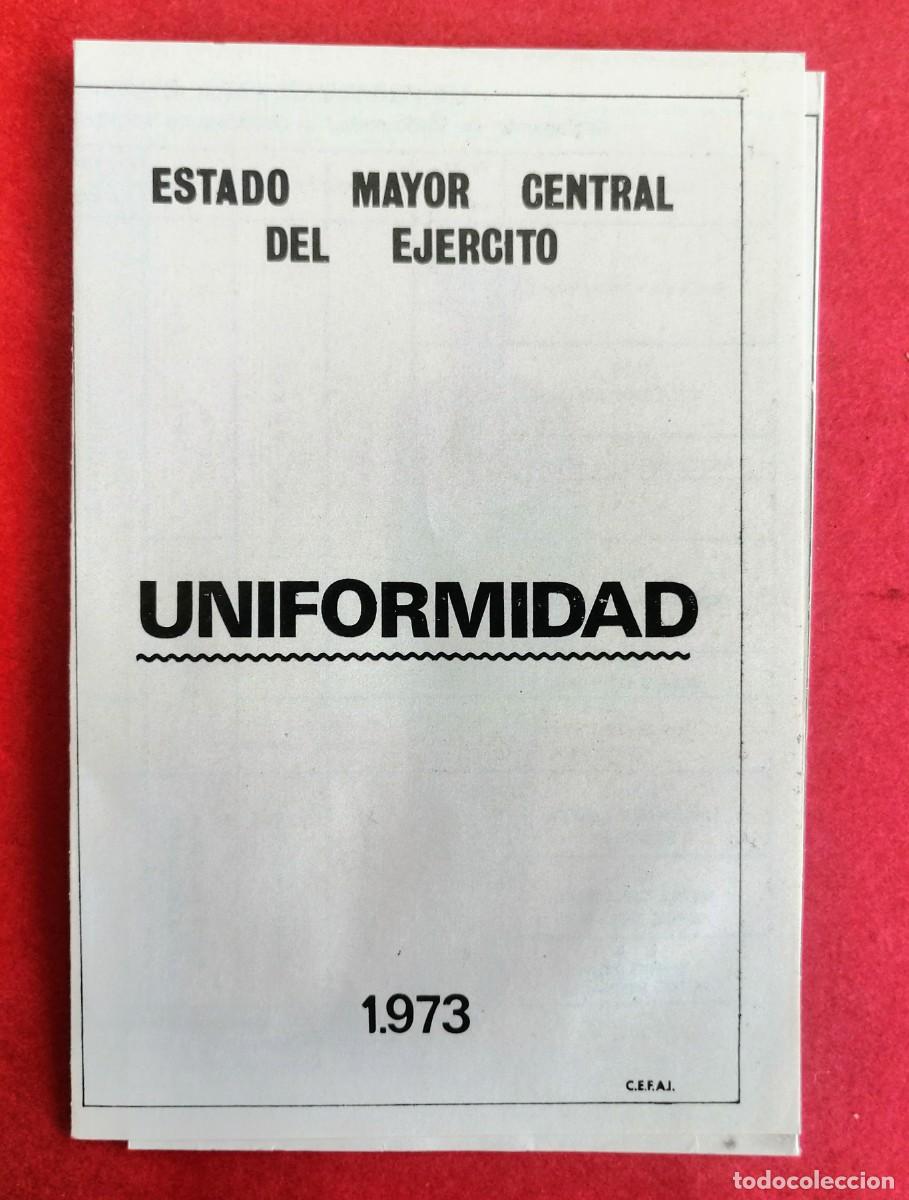 ESTADO MAYOR CENTRAL
DEL EJERCITO
UNIFORMIDAD
1.973
C.E.F.A.I.
todocoleccion